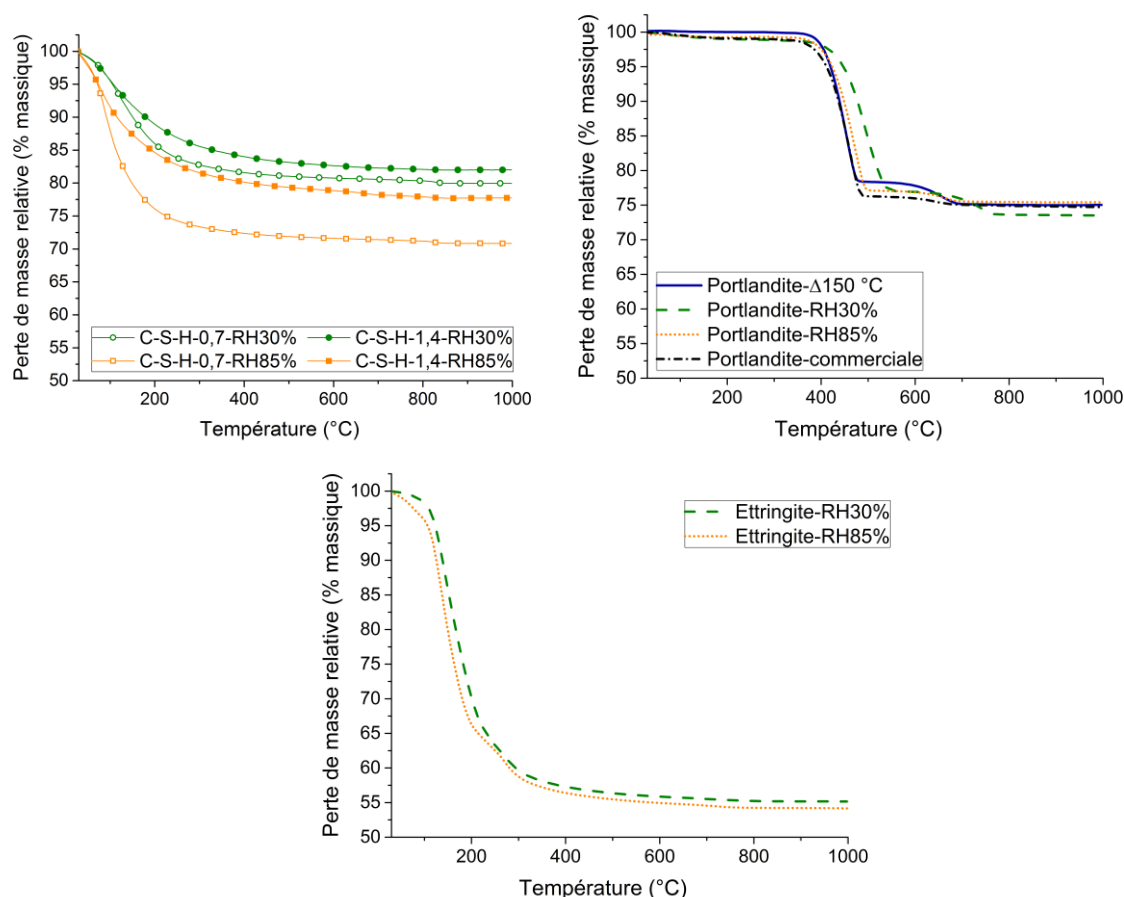 Perte de masse relative (% massique)
100
95
90
85
80
75
70
65
60
55
50
C-S-H-0,7-RH30%
C-S-H-1,4-RH30%
C-S-H-0,7-RH85%
C-S-H-1,4-RH85%
200 400 600 800 1000
Température (°C)
Perte de masse relative (% massique)
100
95
90
85
80
75
70
65
60
55
50
Portlandite-Δ150 °C
Portlandite-RH30%
Portlandite-RH85%
Portlandite-commerciale
200 400 600 800 1000
Température (°C)
Perte de masse relative (% massique)
100
95
90
85
80
75
70
65
60
55
50
Ettringite-RH30%
Ettringite-RH85%
200 400 600 800 1000
Température (°C)